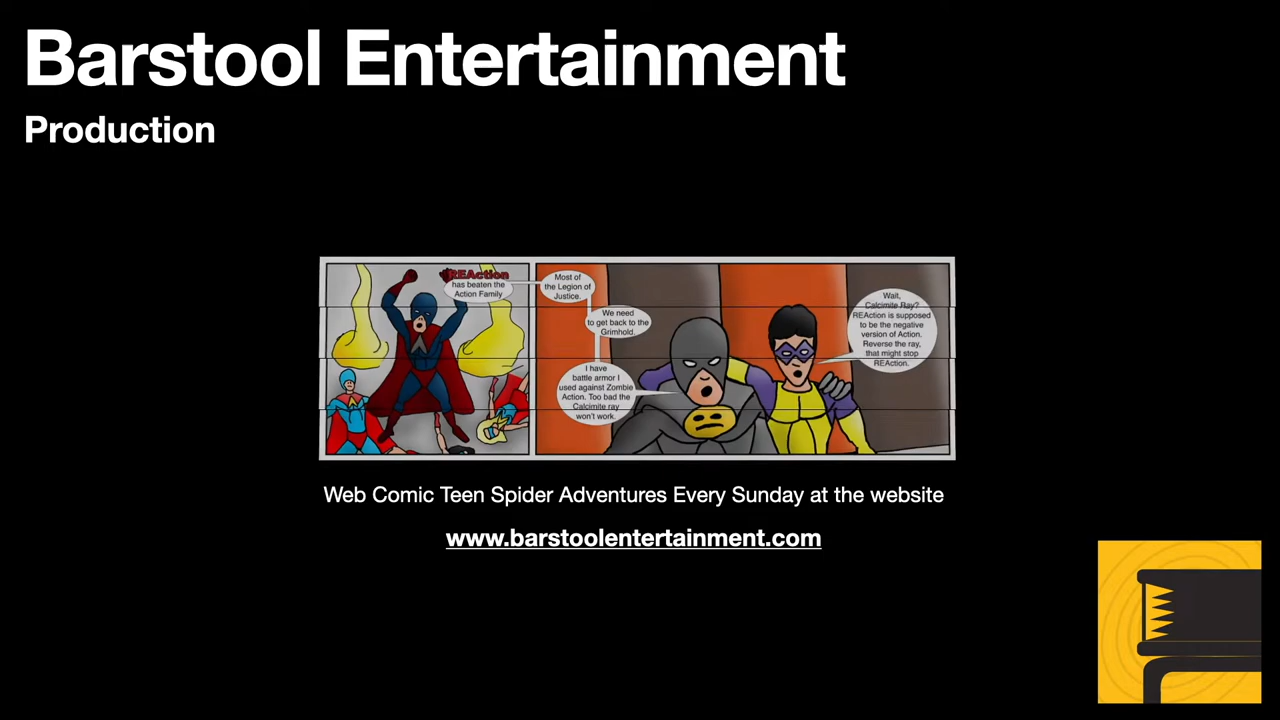 Barstool Entertainment
Production
REAction
has beaten the
Action Family
Most of
the Legion of
Justice.
We need
to get back to the
Grimhold.
I have
battle armor I
used against Zombie
Action. Too bad the
Calcimite ray
won't work.
Wait,
Calcimite Ray?
REAction is supposed
to be the negative
version of Action.
Reverse the ray,
that might stop
REAction.
Web Comic Teen Spider Adventures Every Sunday at the website
www.barstoolentertainment.com